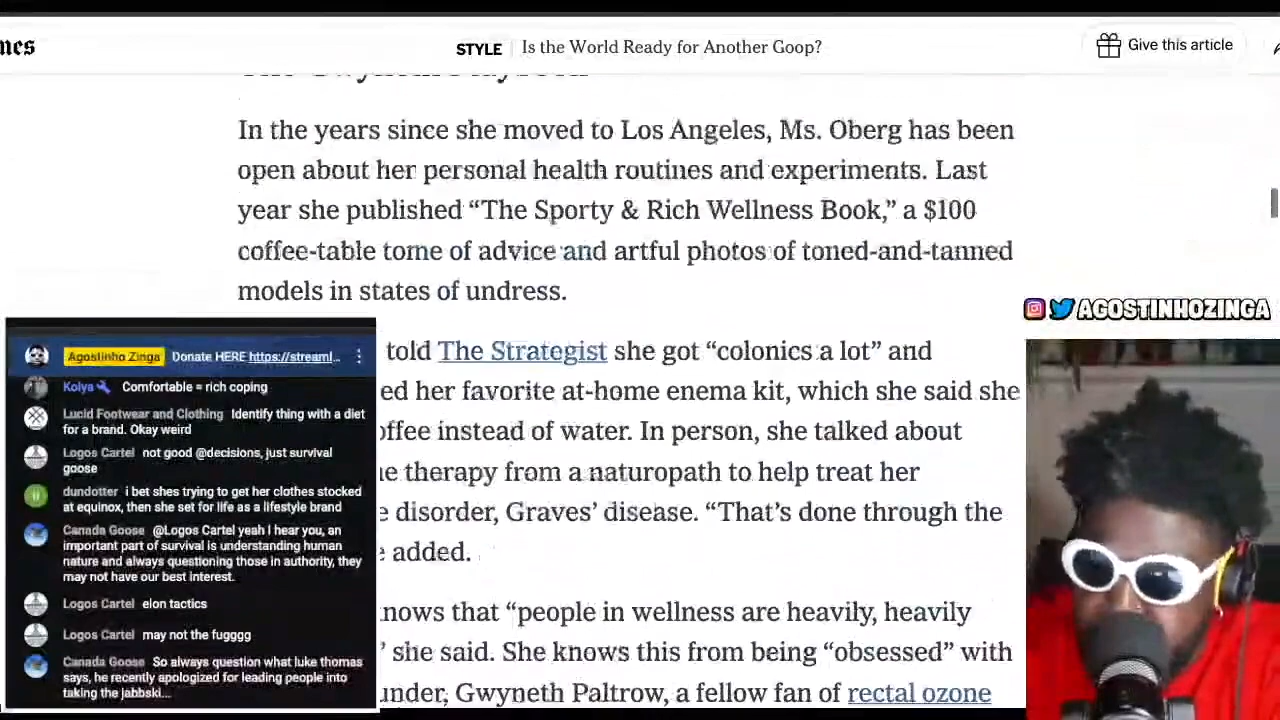 mes
STYLE
Is the World Ready for Another Goop?
Give this article
In the years since she moved to Los Angeles, Ms. Oberg has been
open about her personal health routines and experiments. Last
year she published “The Sporty & Rich Wellness Book,” a $100
coffee-table tome of advice and artful photos of toned-and-tanned
models in states of undress.
told The Strategist she got “colonics a lot” and
ed her favorite at-home enema kit, which she said she
offee instead of water. In person, she talked about
e therapy from a naturopath to help treat her
e disorder, Graves’ disease. “That’s done through the
e added.
nows that “people in wellness are heavily, heavily
’ she said. She knows this from being “obsessed” with
under, Gwyneth Paltrow, a fellow fan of rectal ozone
Agostinho Zinga Donate HERE https://streaml...
Kolya Comfortable = rich coping
Lucid Footwear and Clothing Identify thing with a diet
for a brand. Okay weird
Logos Cartel not good @decisions, just survival
goose
dundotter i bet shes trying to get her clothes stocked
at equinox, then she set for life as a lifestyle brand
Canada Goose @Logos Cartel yeah I hear you, an
important part of survival is understanding human
nature and always questioning those in authority, they
may not have our best interest.
Logos Cartel elon tactics
Logos Cartel may not the fugggg
Canada Goose So always question what luke thomas
says, he recently apologized for leading people into
taking the jabbski...
AGOSTINHOZINGA